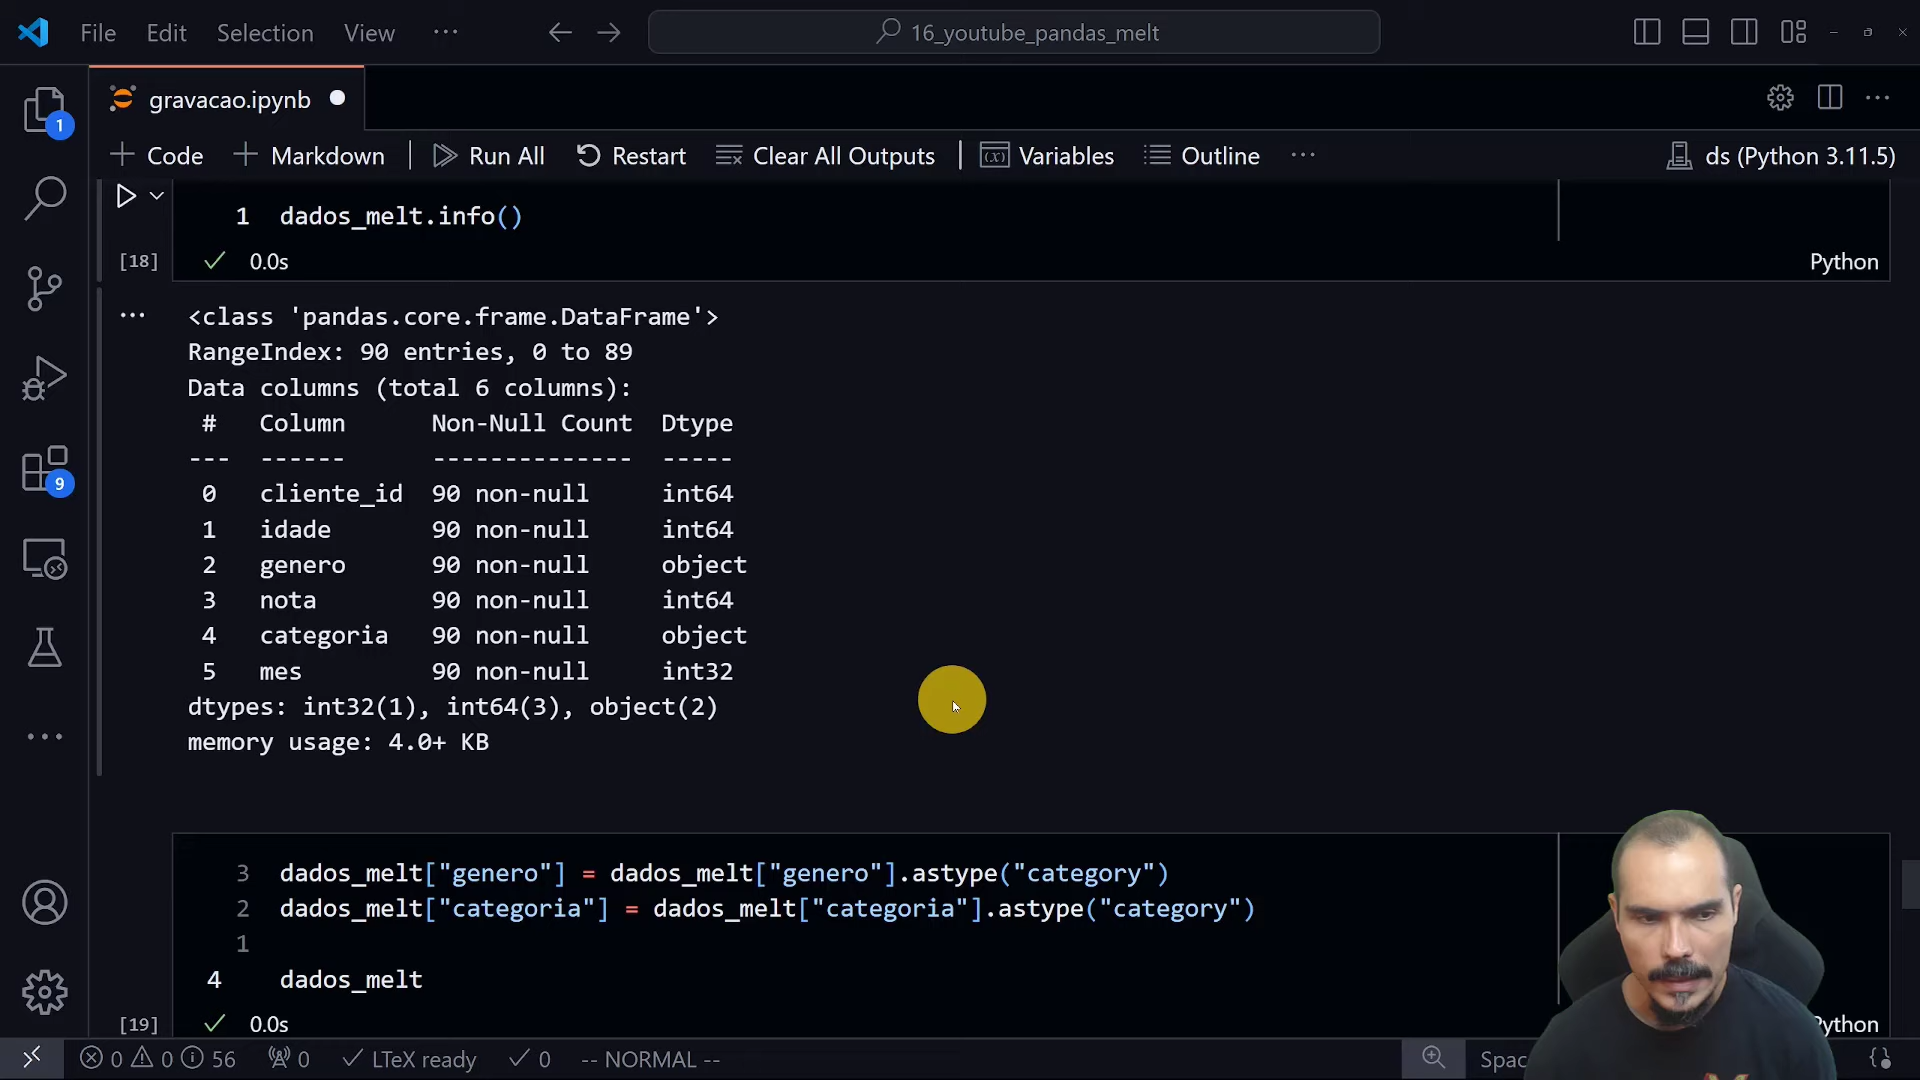 File Edit Selection View ··· 16_youtube_pandas_melt
gravacao.ipynb
1
+ Code + Markdown | Run All Restart Clear All Outputs | Variables Outline ··· ds (Python 3.11.5)
1 dados_melt.info()
[18] 0.0s Python
<class 'pandas.core.frame.DataFrame'>
RangeIndex: 90 entries, 0 to 89
Data columns (total 6 columns):
# Column Non-Null Count Dtype
--- ------ -------------- -----
0 cliente_id 90 non-null int64
1 idade 90 non-null int64
2 genero 90 non-null object
3 nota 90 non-null int64
4 categoria 90 non-null object
5 mes 90 non-null int32
dtypes: int32(1), int64(3), object(2)
memory usage: 4.0+ KB
9
3 dados_melt["genero"] = dados_melt["genero"].astype("category")
2 dados_melt["categoria"] = dados_melt["categoria"].astype("category")
1
4 dados_melt
[19] 0.0s
0 0 56 0 LTeX ready 0 -- NORMAL --